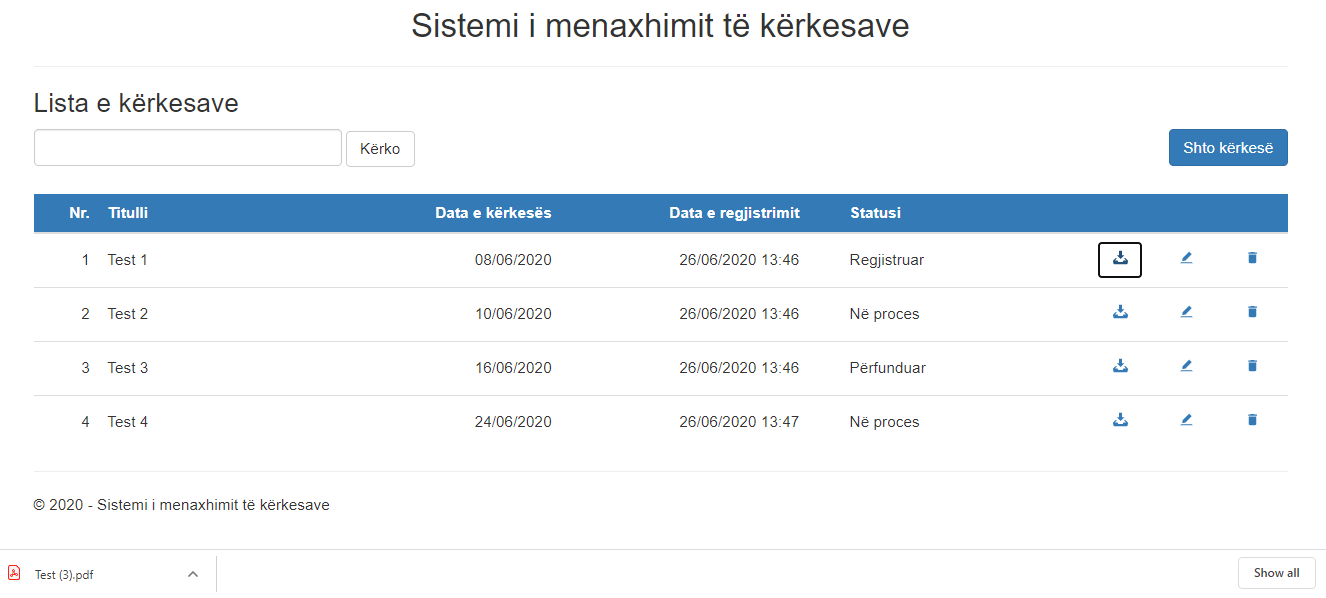 Sistemi i menaxhimit të kërkesave
Lista e kërkesave
Kërko
Shto kërkesë
Nr. Titulli Data e kërkesës Data e regjistrimit Statusi
1 Test 1 08/06/2020 26/06/2020 13:46 Regjistruar
2 Test 2 10/06/2020 26/06/2020 13:46 Në proces
3 Test 3 16/06/2020 26/06/2020 13:46 Përfunduar
4 Test 4 24/06/2020 26/06/2020 13:47 Në proces
© 2020 - Sistemi i menaxhimit të kërkesave
Test (3).pdf
Show all